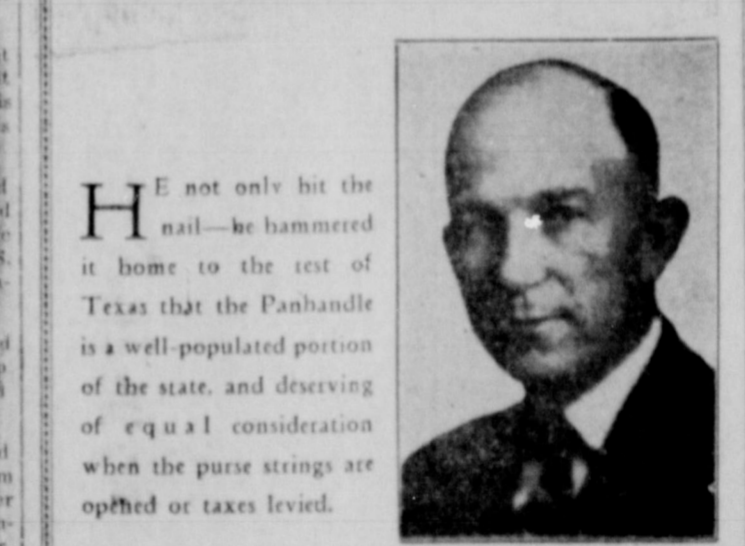 HE not only hit the
nail—he hammered
it home to the rest of
Texas that the Panhandle
is a well-populated portion
of the state, and deserving
of equal consideration
when the purse strings are
opened or taxes levied.